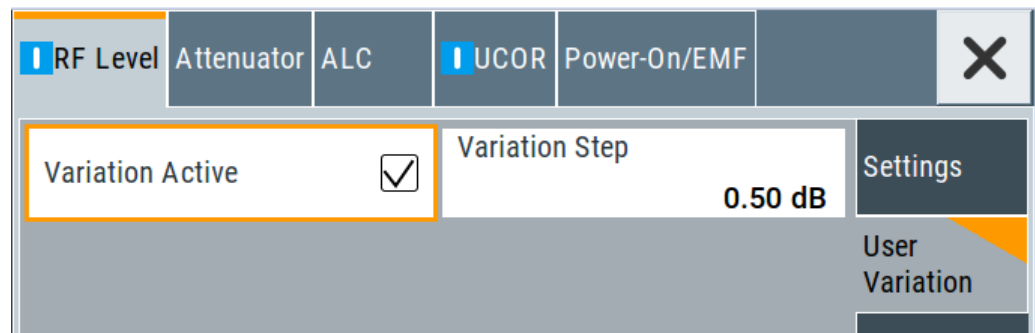 RF Level Attenuator ALC UCOR Power-On/EMF
Variation Active
Variation Step
0.50 dB
Settings
User
Variation